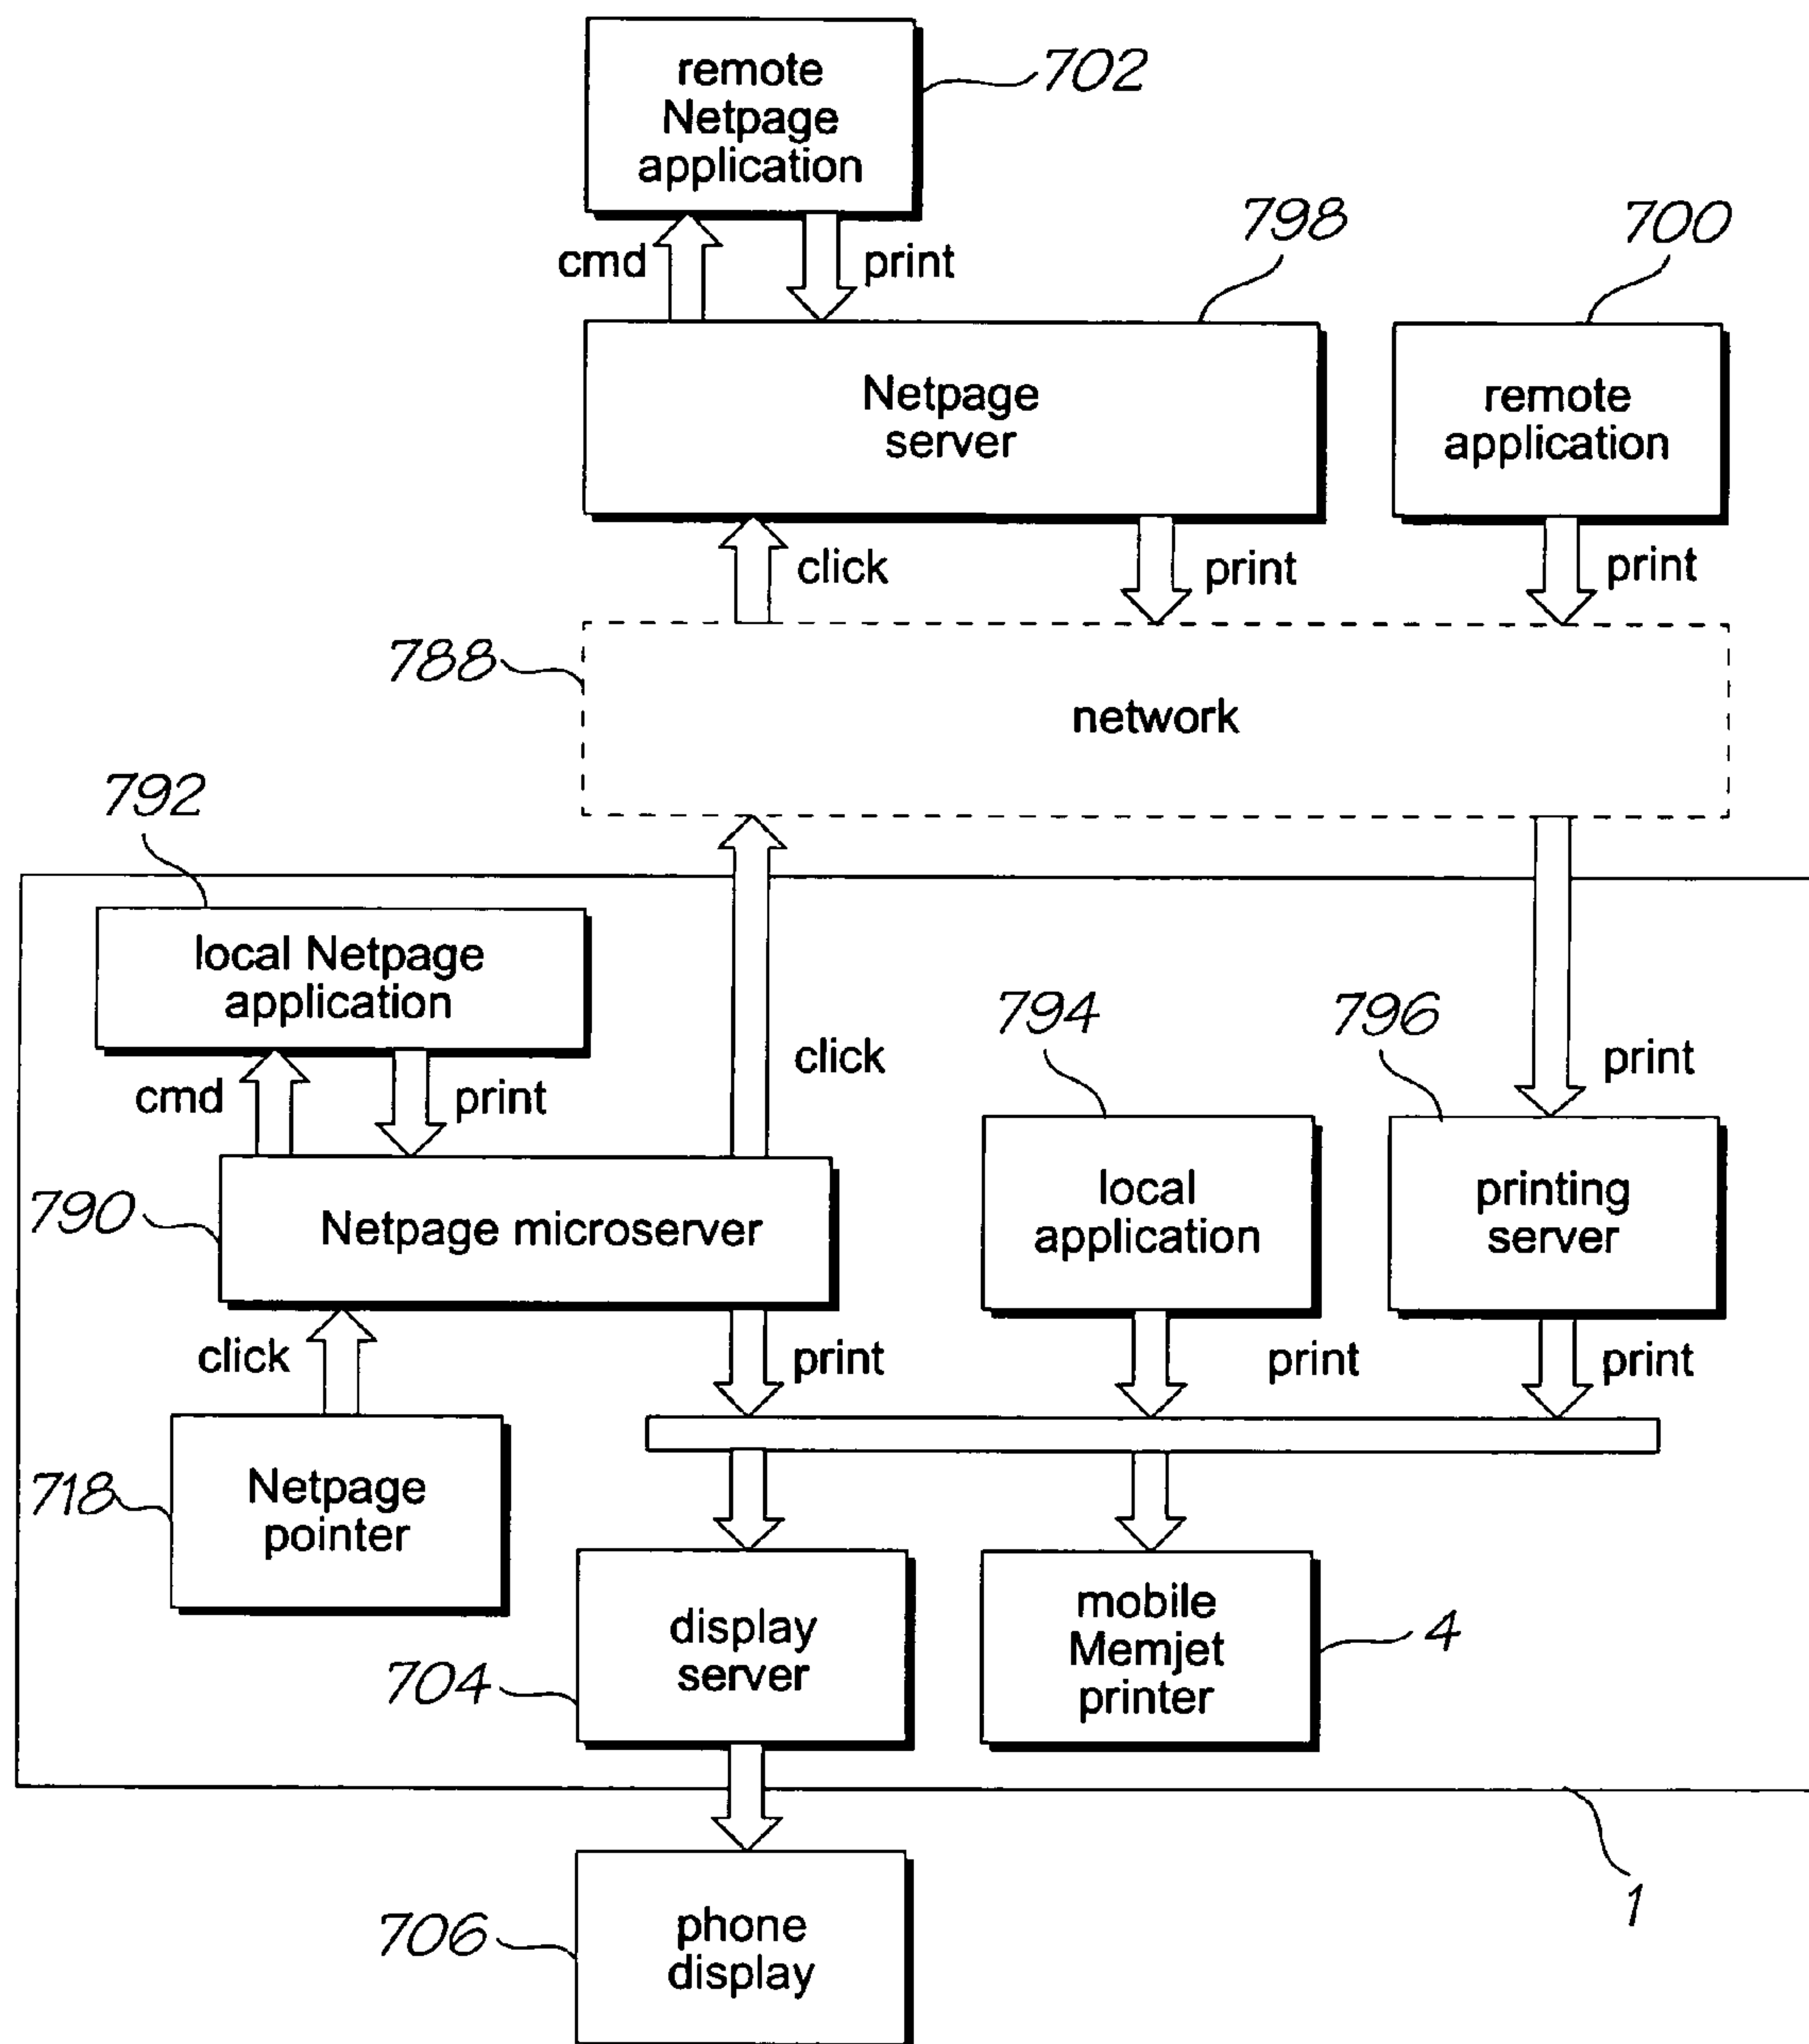 remote
Netpage
application
702
cmd
print
798
700
Netpage
server
remote
application
click
print
print
788
network
792
local Netpage
application
794
796
click
print
cmd
print
790
Netpage microserver
local
application
printing
server
click
print
print
print
718
Netpage
pointer
display
server
mobile
Memjet
printer
4
704
1
706
phone
display